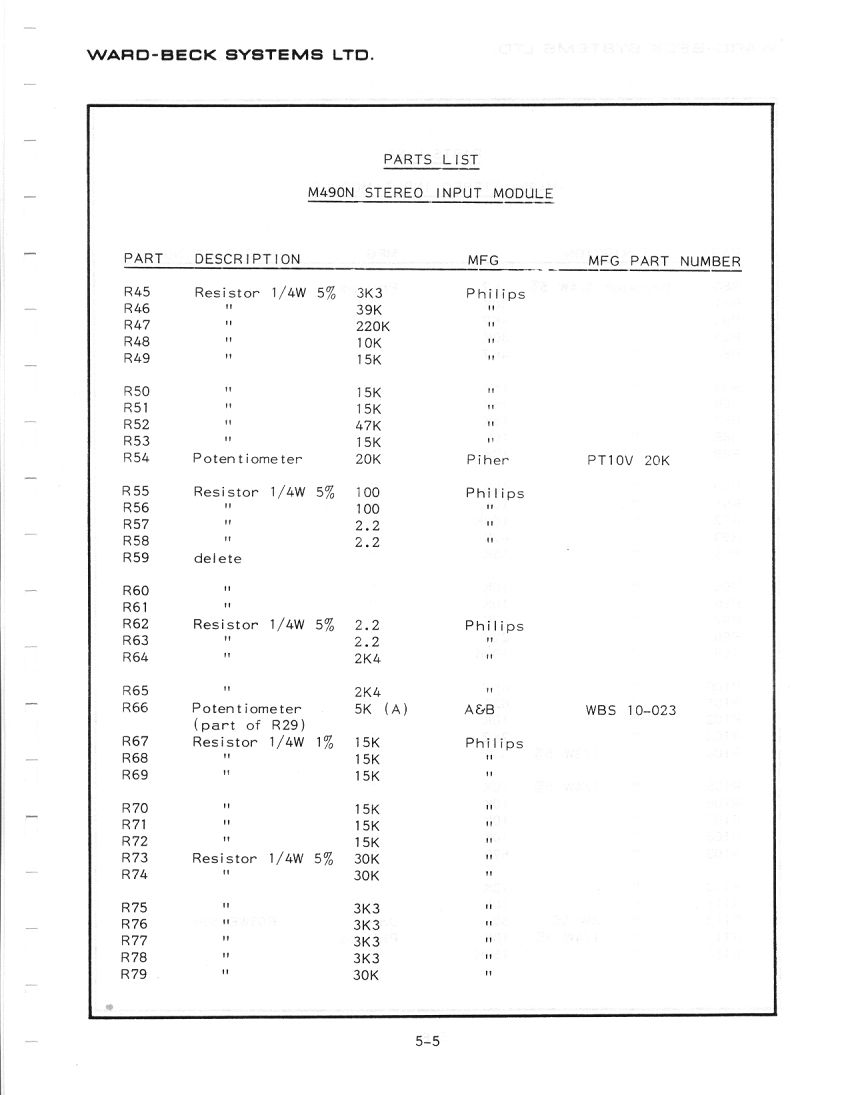 WARD-BECK SYSTEMS LTD.
PARTS LIST
M490N STEREO INPUT MODULE
PART DESCRIPTION MFG MFG PART NUMBER
R45 Resistor 1/4W 5% 3K3 Philips
R46 " 39K "
R47 " 220K "
R48 " 10K "
R49 " 15K "
R50 " 15K "
R51 " 15K "
R52 " 47K "
R53 " 15K "
R54 Potentiometer 20K Piher PT10V 20K
R55 Resistor 1/4W 5% 100 Philips
R56 " 100 "
R57 " 2.2 "
R58 " 2.2 "
R59 delete
R60 "
R61 "
R62 Resistor 1/4W 5% 2.2 Philips
R63 " 2.2 "
R64 " 2K4 "
R65 " 2K4 "
R66 Potentiometer 5K (A) A&B WBS 10-023
(part of R29)
R67 Resistor 1/4W 1% 15K Philips
R68 " 15K "
R69 " 15K "
R70 " 15K "
R71 " 15K "
R72 " 15K "
R73 Resistor 1/4W 5% 30K "
R74 " 30K "
R75 " 3K3 "
R76 " 3K3 "
R77 " 3K3 "
R78 " 3K3 "
R79 " 30K "
5-5